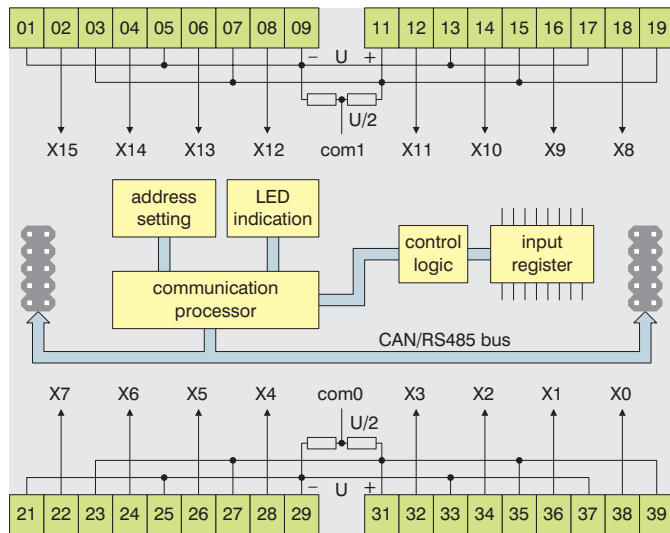 01 02 03 04 05 06 07 08 09 11 12 13 14 15 16 17 18 19
− U +
U/2
X15 X14 X13 X12 com1 X11 X10 X9 X8
address setting
LED indication
control logic
input register
communication processor
CAN/RS485 bus
X7 X6 X5 X4 com0 X3 X2 X1 X0
U/2
− U +
21 22 23 24 25 26 27 28 29 31 32 33 34 35 36 37 38 39